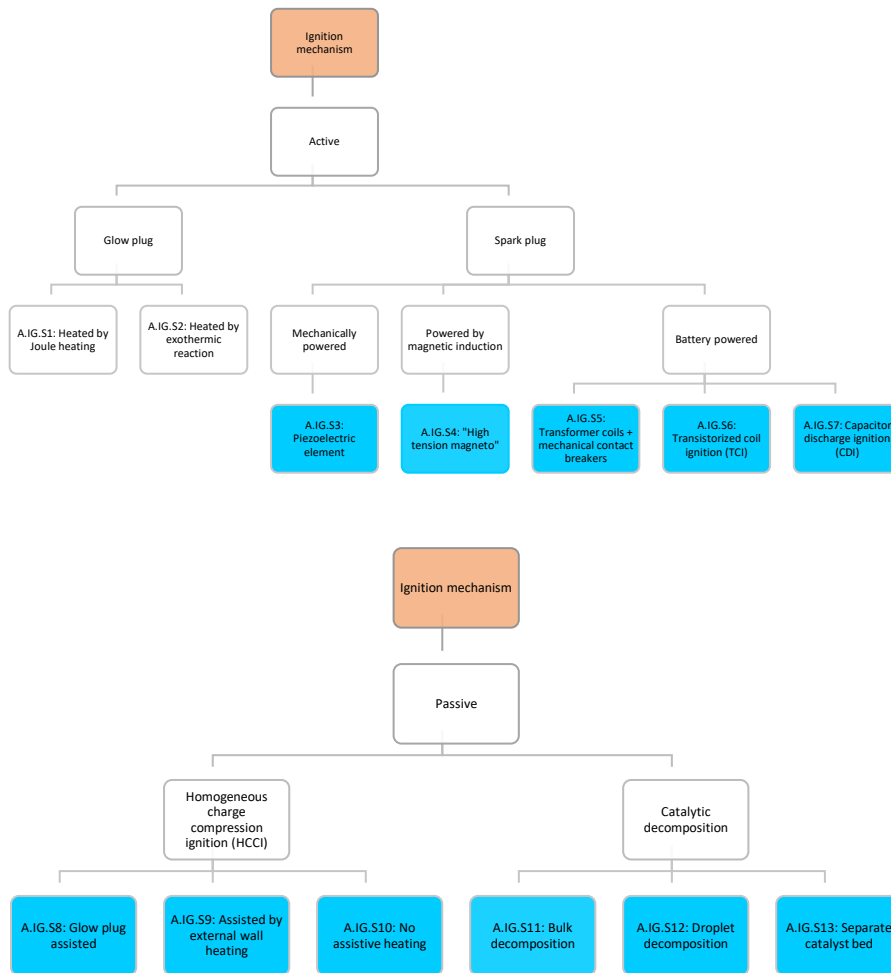 Ignition
mechanism
Active
Glow plug
Spark plug
A.IG.S1: Heated by
Joule heating
A.IG.S2: Heated by
exothermic
reaction
Mechanically
powered
Powered by
magnetic induction
Battery powered
A.IG.S3:
Piezoelectric
element
A.IG.S4: "High
tension magneto"
A.IG.S5:
Transformer coils +
mechanical contact
breakers
A.IG.S6:
Transistorized coil
ignition (TCI)
A.IG.S7: Capacitor
discharge ignition
(CDI)
Ignition mechanism
Passive
Homogeneous
charge
compression
ignition (HCCI)
Catalytic
decomposition
A.IG.S8: Glow plug
assisted
A.IG.S9: Assisted by
external wall
heating
A.IG.S10: No
assistive heating
A.IG.S11: Bulk
decomposition
A.IG.S12: Droplet
decomposition
A.IG.S13: Separate
catalyst bed